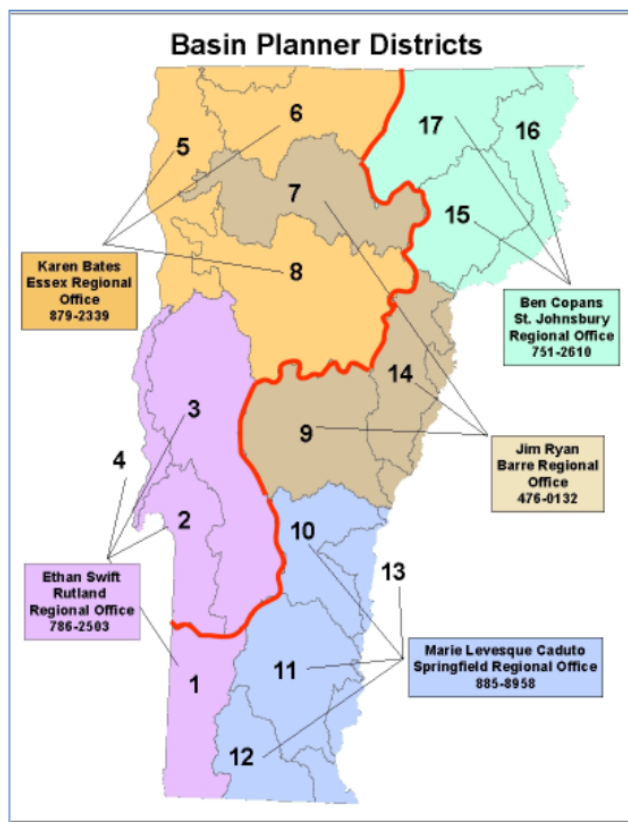 Basin Planner Districts
6
17
16
5
7
15
8
Karen Bates
Essex Regional
Office
879-2339
Ben Copans
St. Johnsbury
Regional Office
751-2610
14
3
9
4
Jim Ryan
Barre Regional
Office
476-0132
2
10
13
Ethan Swift
Rutland
Regional Office
786-2503
Marie Levesque Caduto
Springfield Regional Office
885-8958
11
1
12